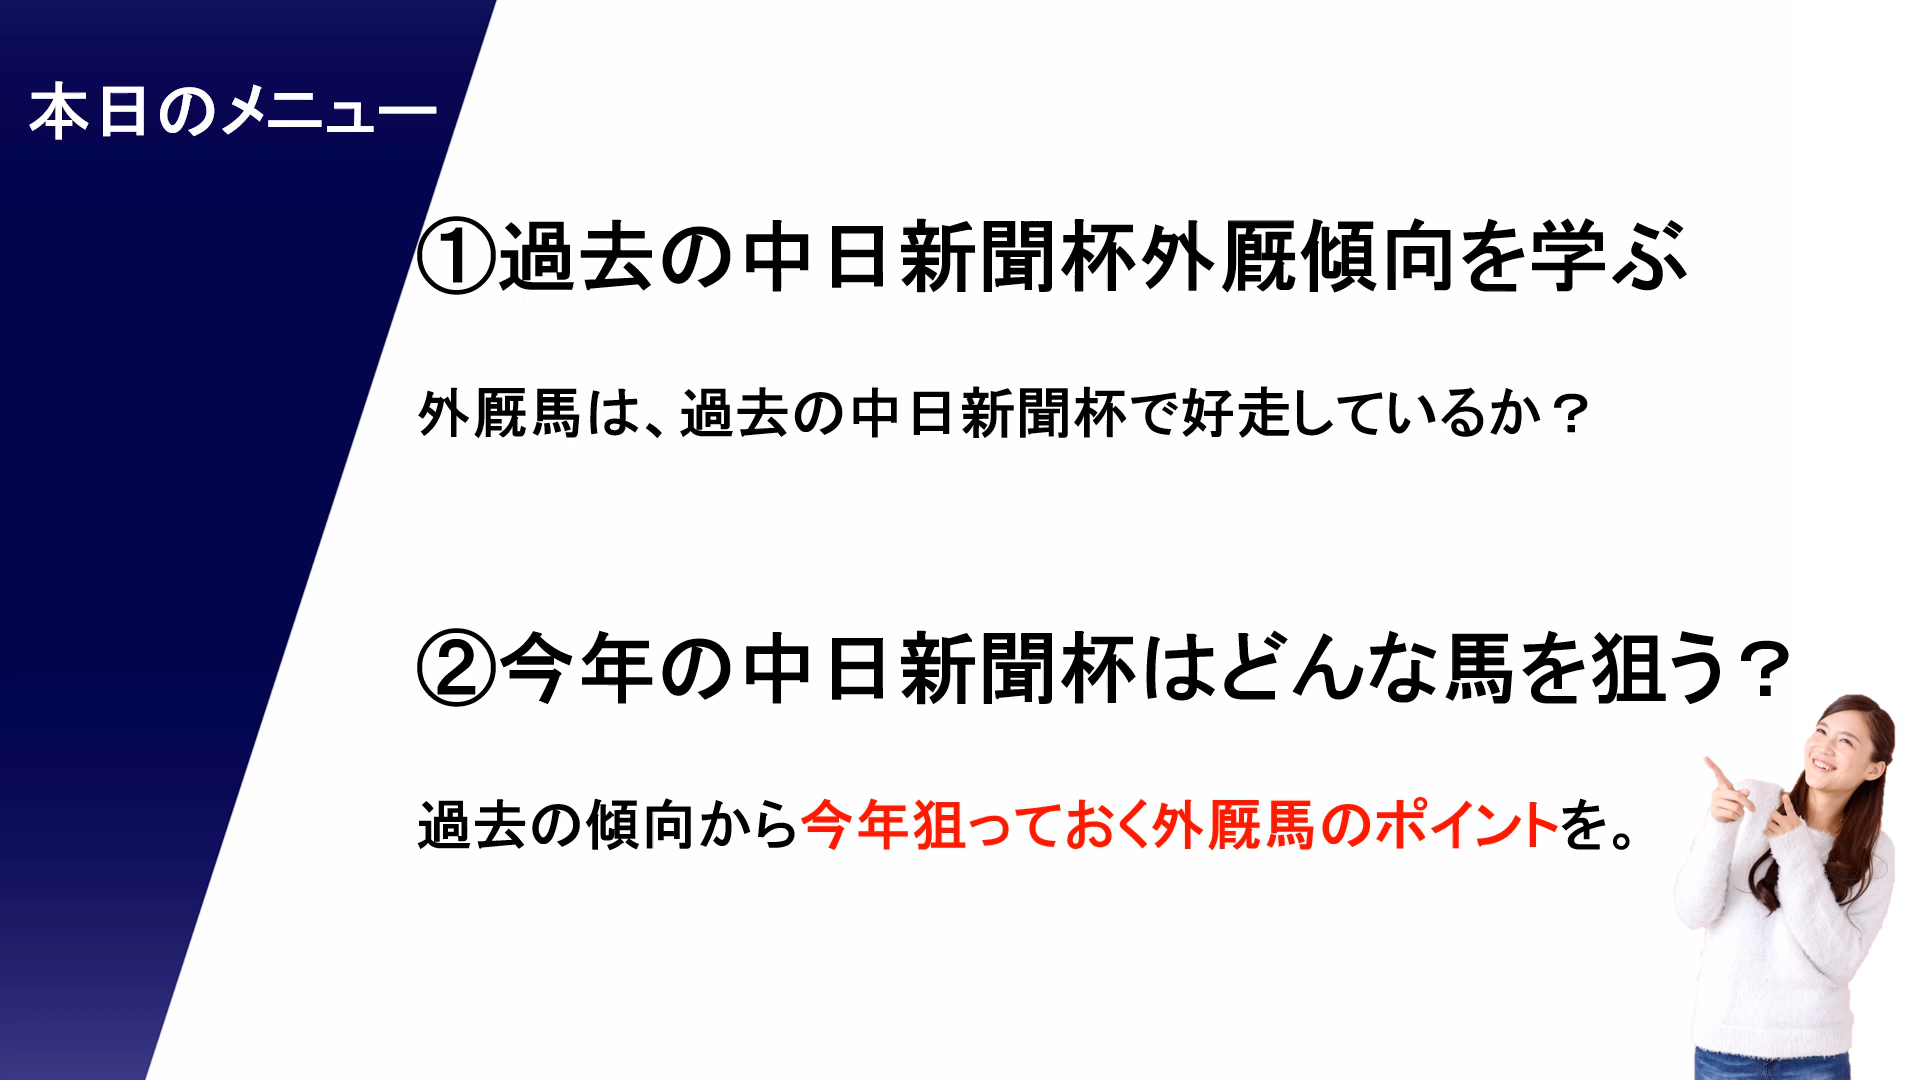 本日のメニュー
①過去の中日新聞杯外厩傾向を学ぶ
外厩馬は、過去の中日新聞杯で好走しているか？
②今年の中日新聞杯はどんな馬を狙う？
過去の傾向から今年狙っておく外厩馬のポイントを。